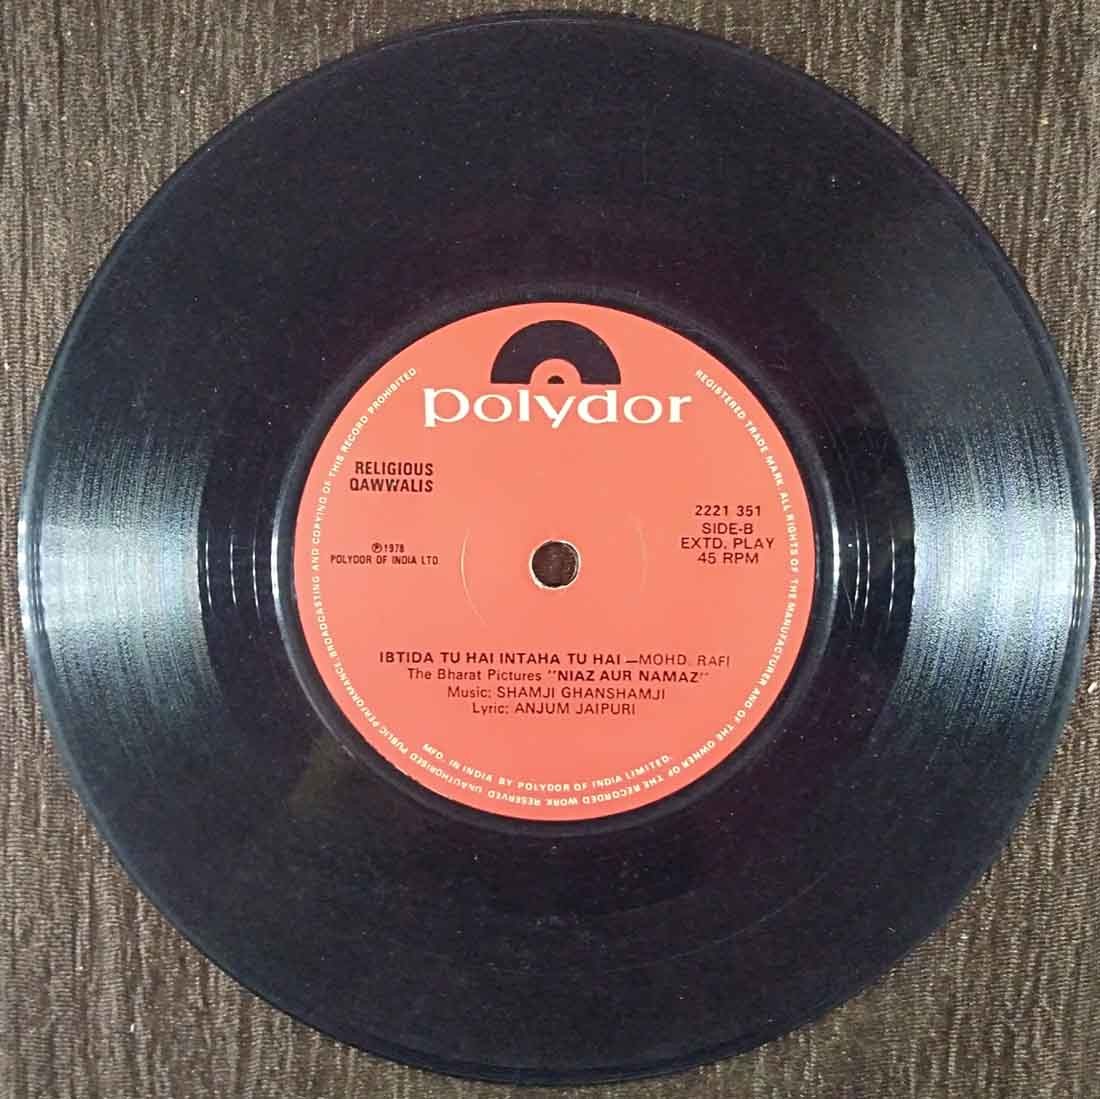 polydor
RELIGIOUS
QAWWALIS
2221 351
SIDE-B
EXTD. PLAY
45 RPM
Ⓟ1978
POLYDOR OF INDIA LTD.
IBTIDA TU HAI INTAHA TU HAI —MOHD. RAFI
The Bharat Pictures "NIAZ AUR NAMAZ"
Music: SHAMJI GHANSHAMJI
Lyric: ANJUM JAIPURI
MFD. IN INDIA BY POLYDOR OF INDIA LIMITED.
REGISTERED TRADE MARK. ALL RIGHTS OF THE MANUFACTURER AND OF THE OWNER OF THE RECORDED WORK RESERVED UNAUTHORISED PUBLIC PERFORMANCE BROADCASTING AND COPYING OF THIS RECORD PROHIBITED